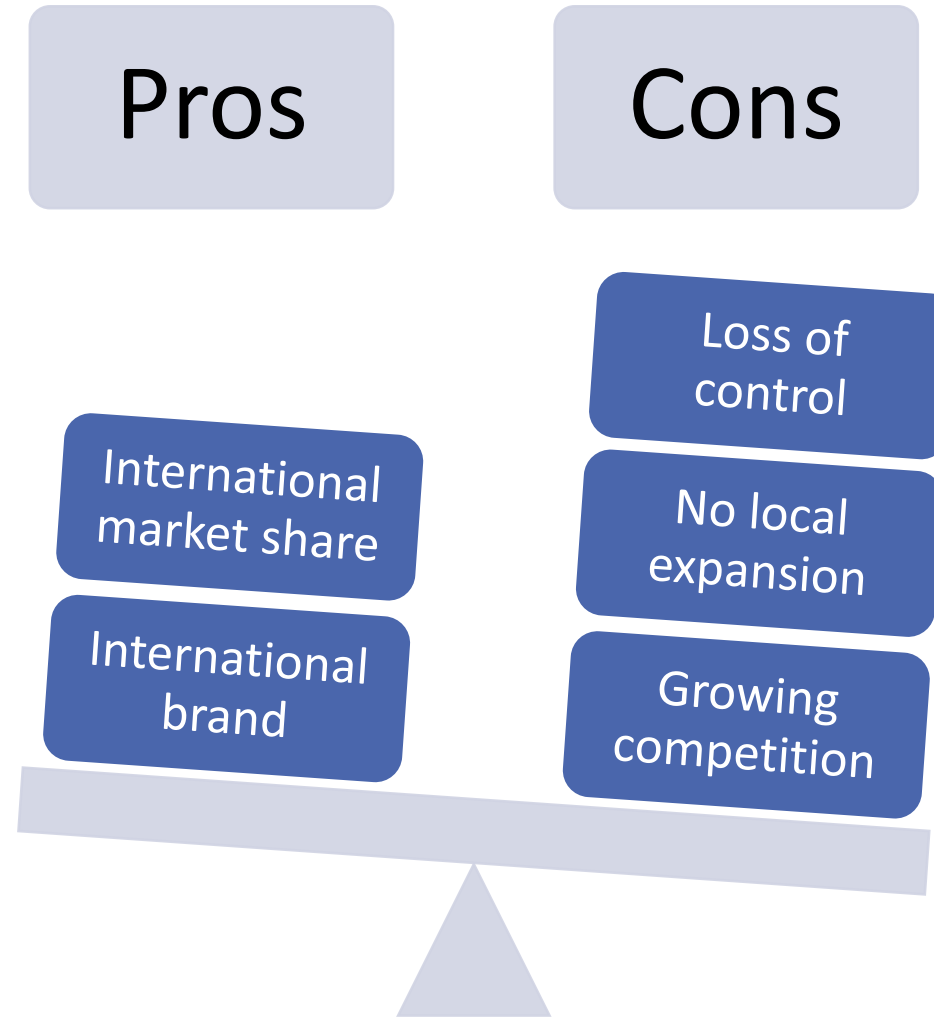 Pros
Cons
International
market share
International
brand
Loss of
control
No local
expansion
Growing
competition